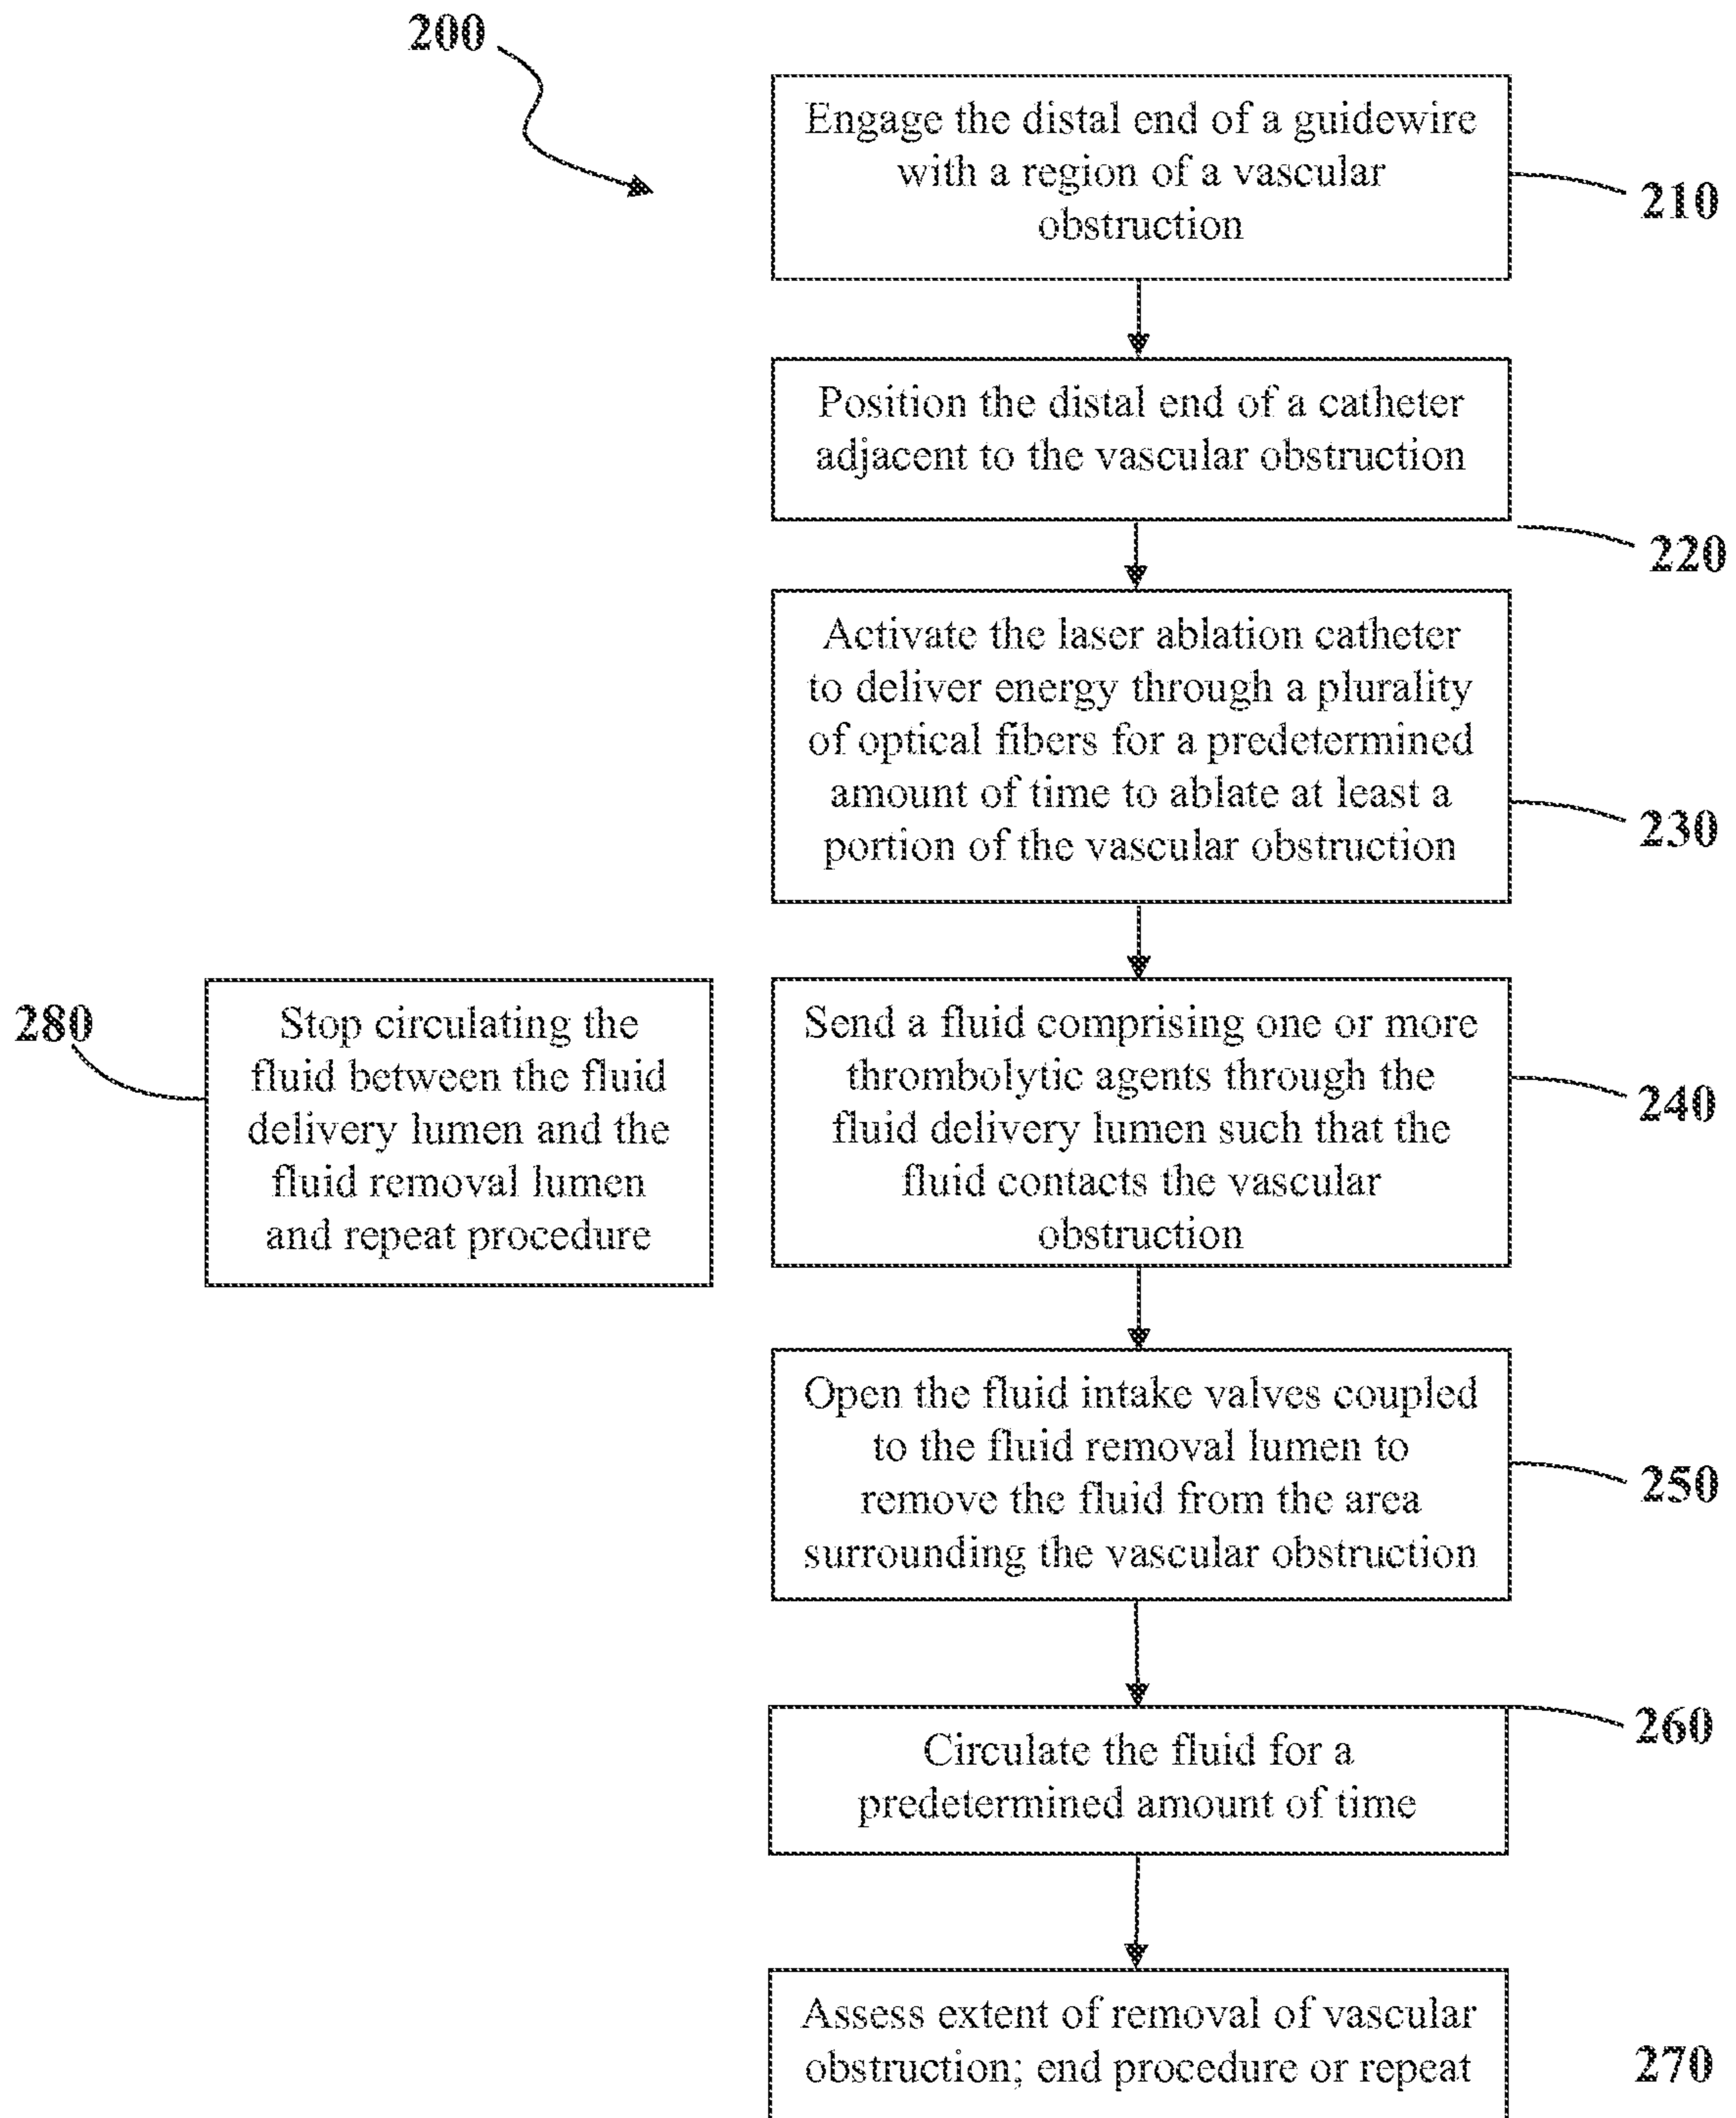 200
Engage the distal end of a guidewire
with a region of a vascular
obstruction
210
Position the distal end of a catheter
adjacent to the vascular obstruction
220
Activate the laser ablation catheter
to deliver energy through a plurality
of optical fibers for a predetermined
amount of time to ablate at least a
portion of the vascular obstruction
230
280
Stop circulating the
fluid between the fluid
delivery lumen and the
fluid removal lumen
and repeat procedure
Send a fluid comprising one or more
thrombolytic agents through the
fluid delivery lumen such that the
fluid contacts the vascular
obstruction
240
Open the fluid intake valves coupled
to the fluid removal lumen to
remove the fluid from the area
surrounding the vascular obstruction
250
260
Circulate the fluid for a
predetermined amount of time
Assess extent of removal of vascular
obstruction; end procedure or repeat
270